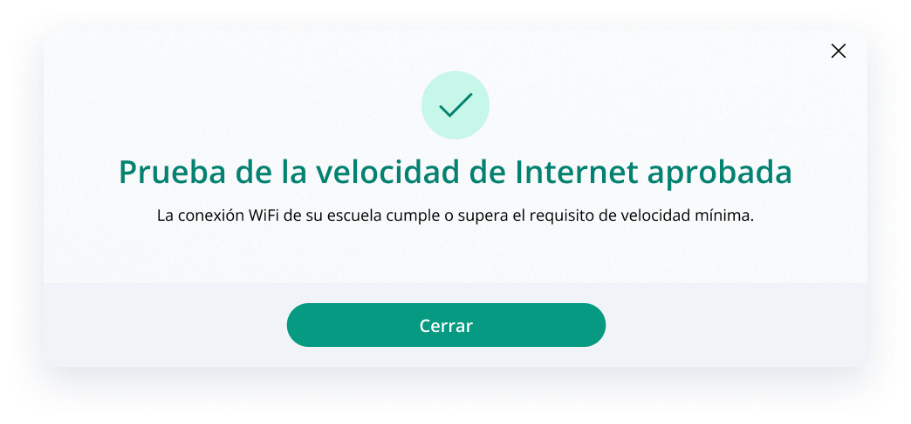 Prueba de la velocidad de Internet aprobada
La conexión WiFi de su escuela cumple o supera el requisito de velocidad mínima.
Cerrar